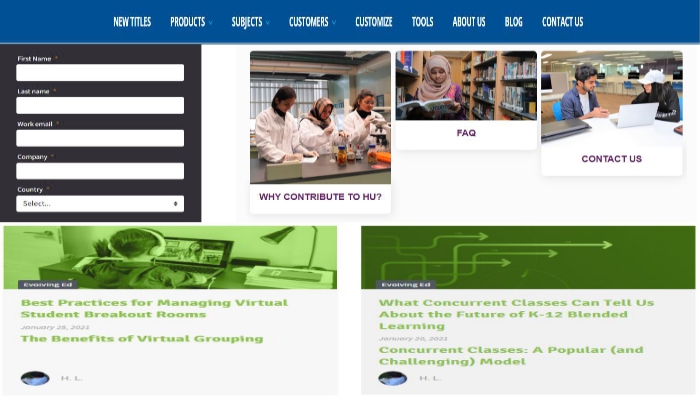 NEW TITLES PRODUCTS SUBJECTS CUSTOMERS CUSTOMIZE TOOLS ABOUT US BLOG CONTACT US
First Name *
Last name *
Work email *
Company *
Country *
Select...
WHY CONTRIBUTE TO HU?
FAQ
CONTACT US
Evolving Ed
Best Practices for Managing Virtual
Student Breakout Rooms
January 25, 2021
The Benefits of Virtual Grouping
H. L.
Evolving Ed
What Concurrent Classes Can Tell Us
About the Future of K-12 Blended
Learning
January 20, 2021
Concurrent Classes: A Popular (and
Challenging) Model
H. L.